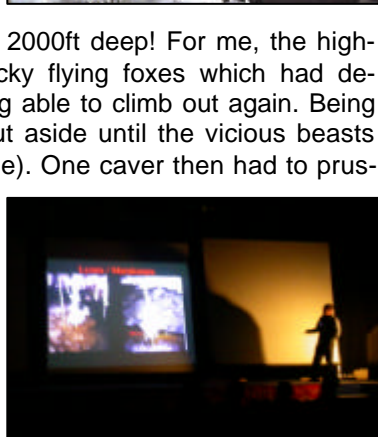 2000ft deep! For me, the high-
cky flying foxes which had de-
g able to climb out again. Being
ut aside until the vicious beasts
e). One caver then had to prus-